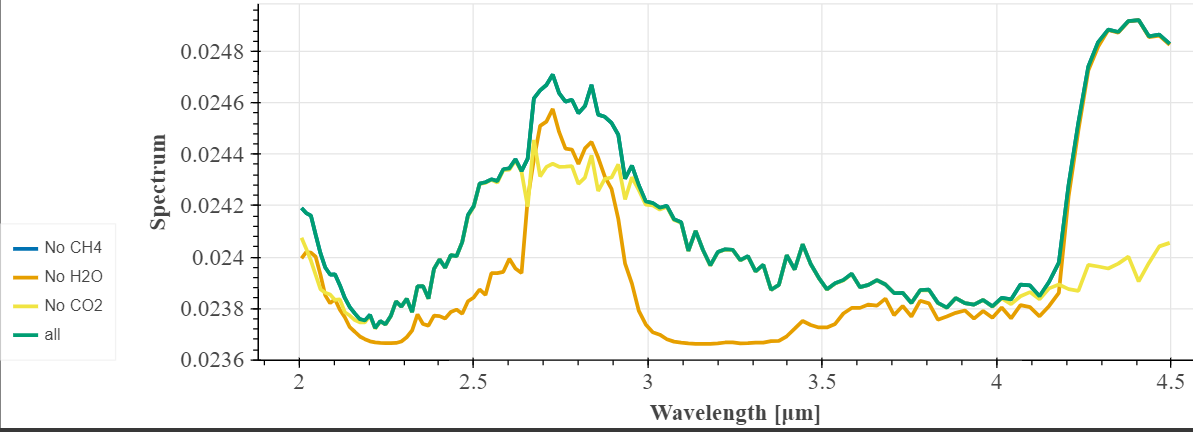 0.0248
0.0246
0.0244
0.0242
0.024
0.0238
0.0236
Spectrum
No CH4
No H2O
No CO2
all
2
2.5
3
3.5
4
4.5
Wavelength [μm]